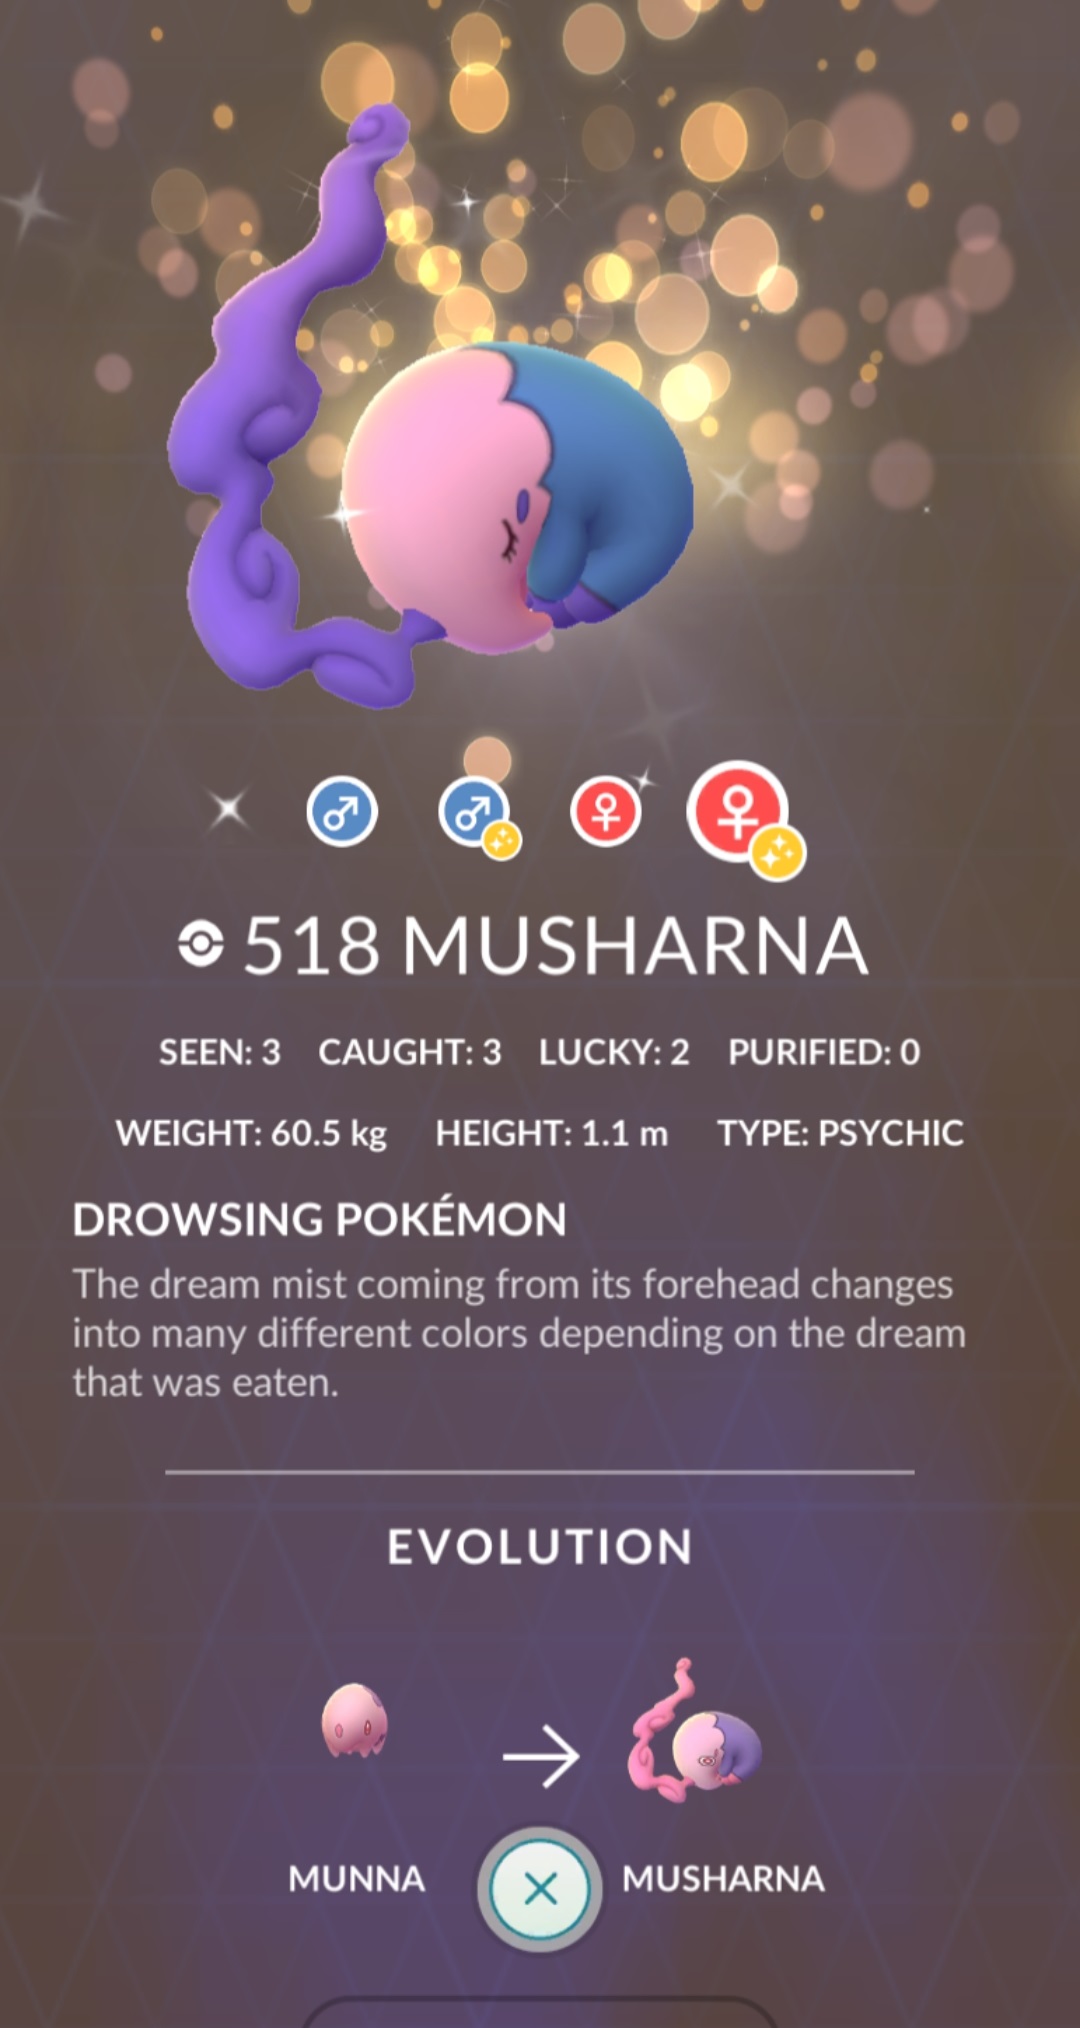 518 MUSHARNA
SEEN: 3 CAUGHT: 3 LUCKY: 2 PURIFIED: 0
WEIGHT: 60.5 kg HEIGHT: 1.1 m TYPE: PSYCHIC
DROWSING POKÉMON
The dream mist coming from its forehead changes
into many different colors depending on the dream
that was eaten.
EVOLUTION
MUNNA MUSHARNA